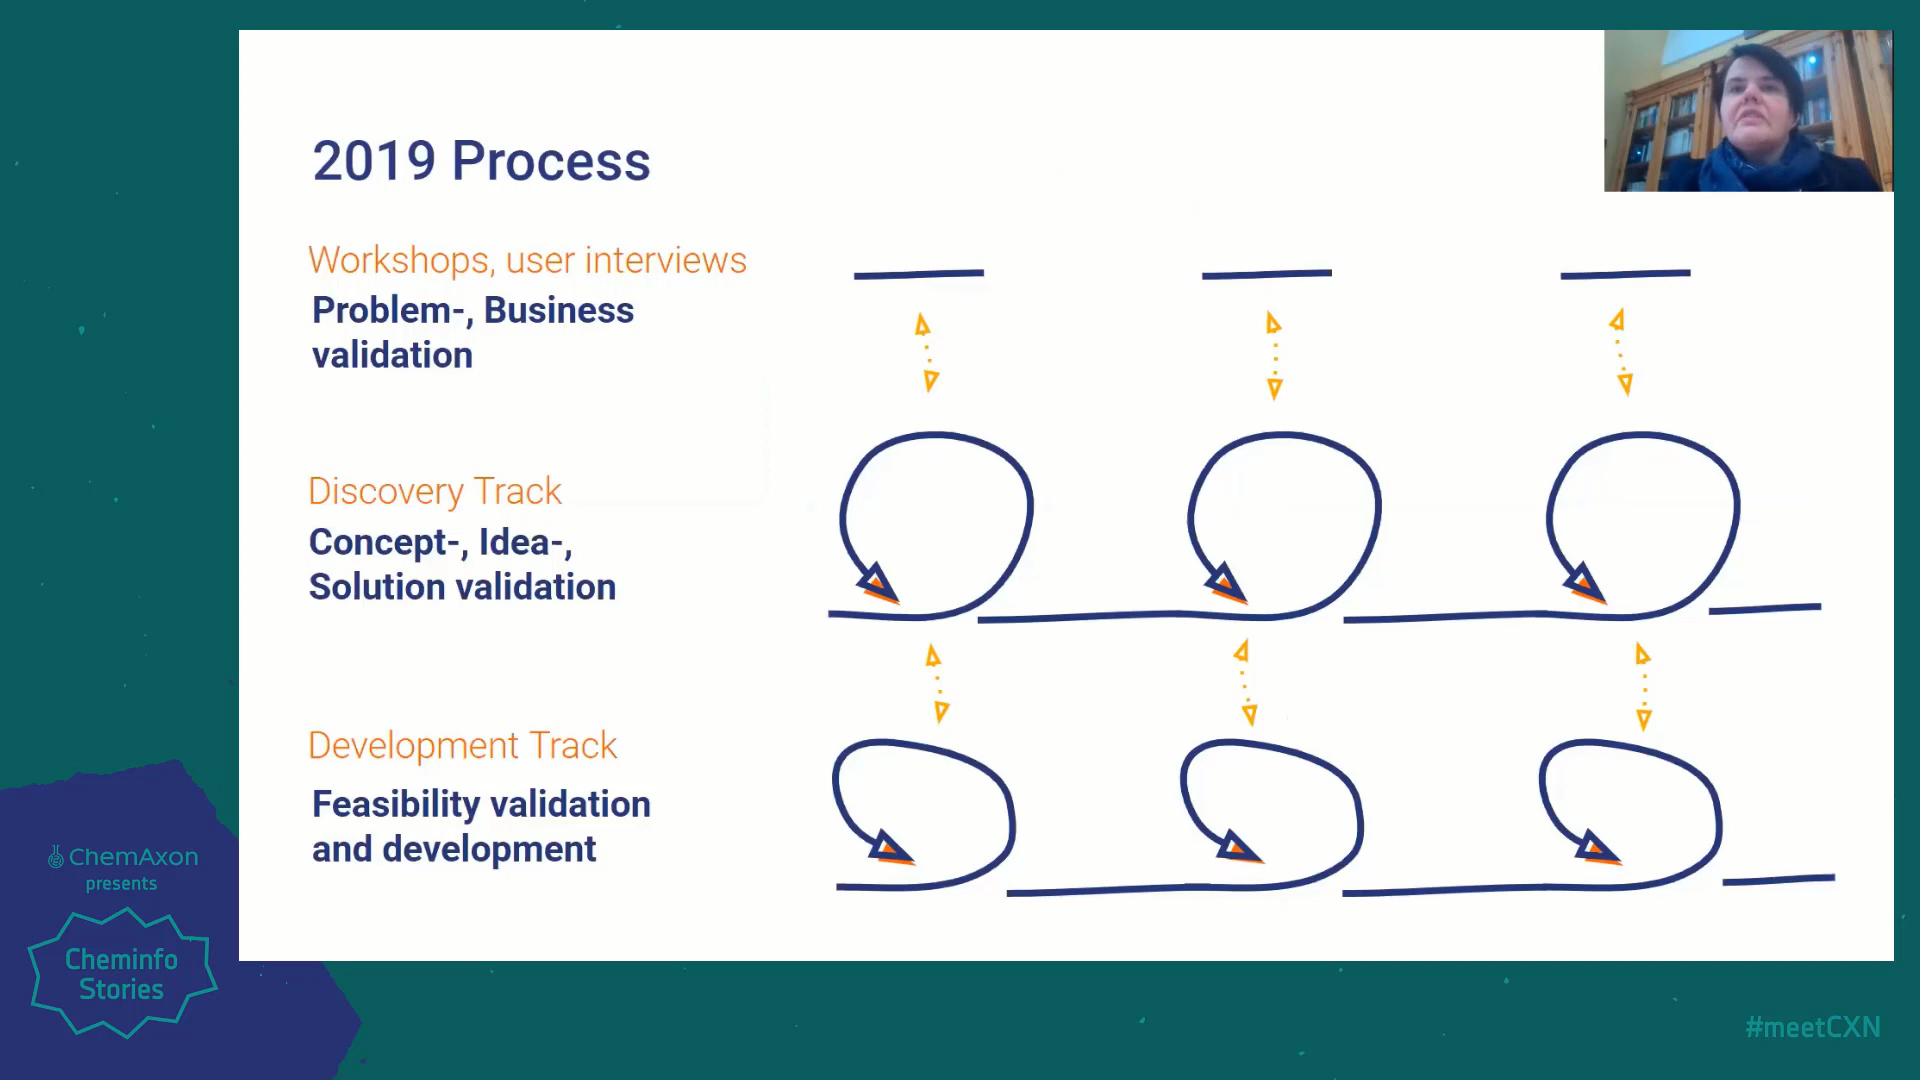 2019 Process
Workshops, user interviews
Problem-, Business
validation
Discovery Track
Concept-, Idea-,
Solution validation
Development Track
Feasibility validation
and development
ChemAxon
presents
Cheminfo
Stories
#meetCXN